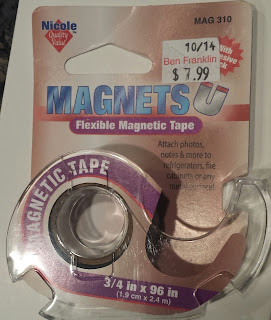 MAG 310
Nicole
Quality
Value
10/14
Ben Franklin
$ 7.99
With
MAGNETS
Flexible Magnetic Tape
Attach photos,
notes & more to
refrigerators, file
cabinets or any
metal surface!
MAGNETIC TAPE
3/4 in x 96 in
(1.9 cm x 2.4 m)